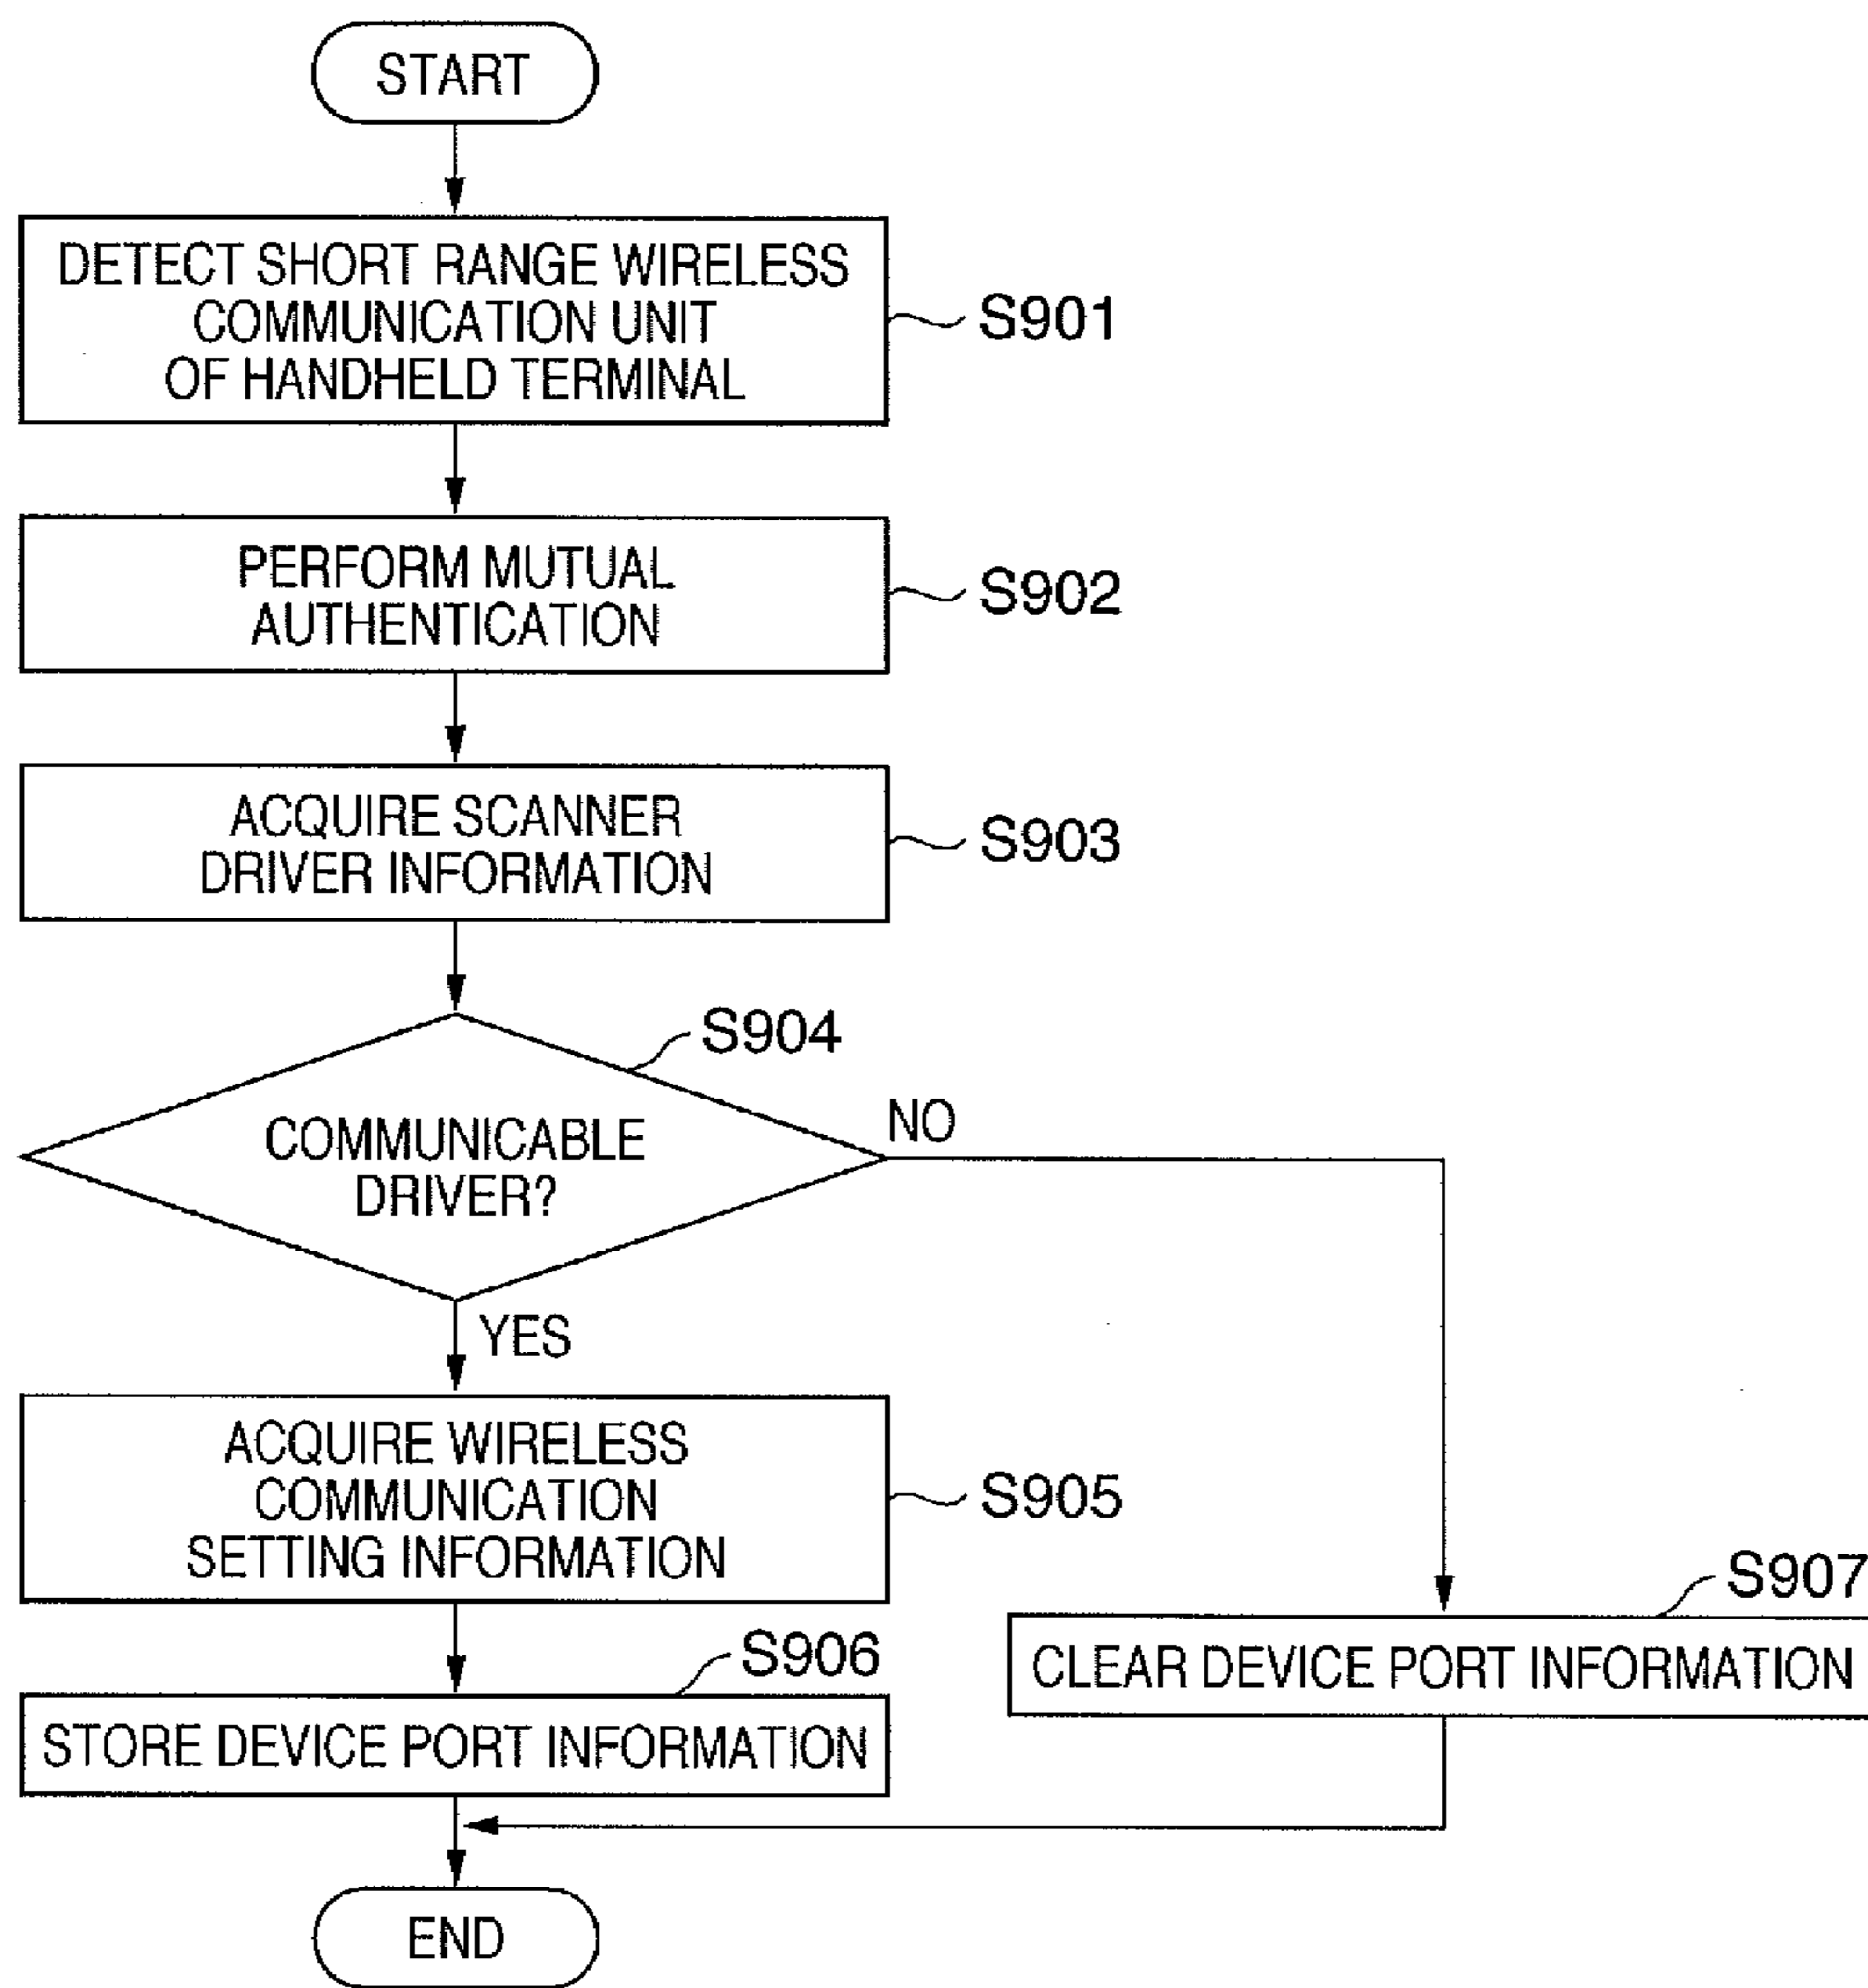 START
DETECT SHORT RANGE WIRELESS
COMMUNICATION UNIT
OF HANDHELD TERMINAL
S901
PERFORM MUTUAL
AUTHENTICATION
S902
ACQUIRE SCANNER
DRIVER INFORMATION
S903
S904
COMMUNICABLE
DRIVER?
NO
YES
ACQUIRE WIRELESS
COMMUNICATION
SETTING INFORMATION
S905
S907
CLEAR DEVICE PORT INFORMATION
S906
STORE DEVICE PORT INFORMATION
END